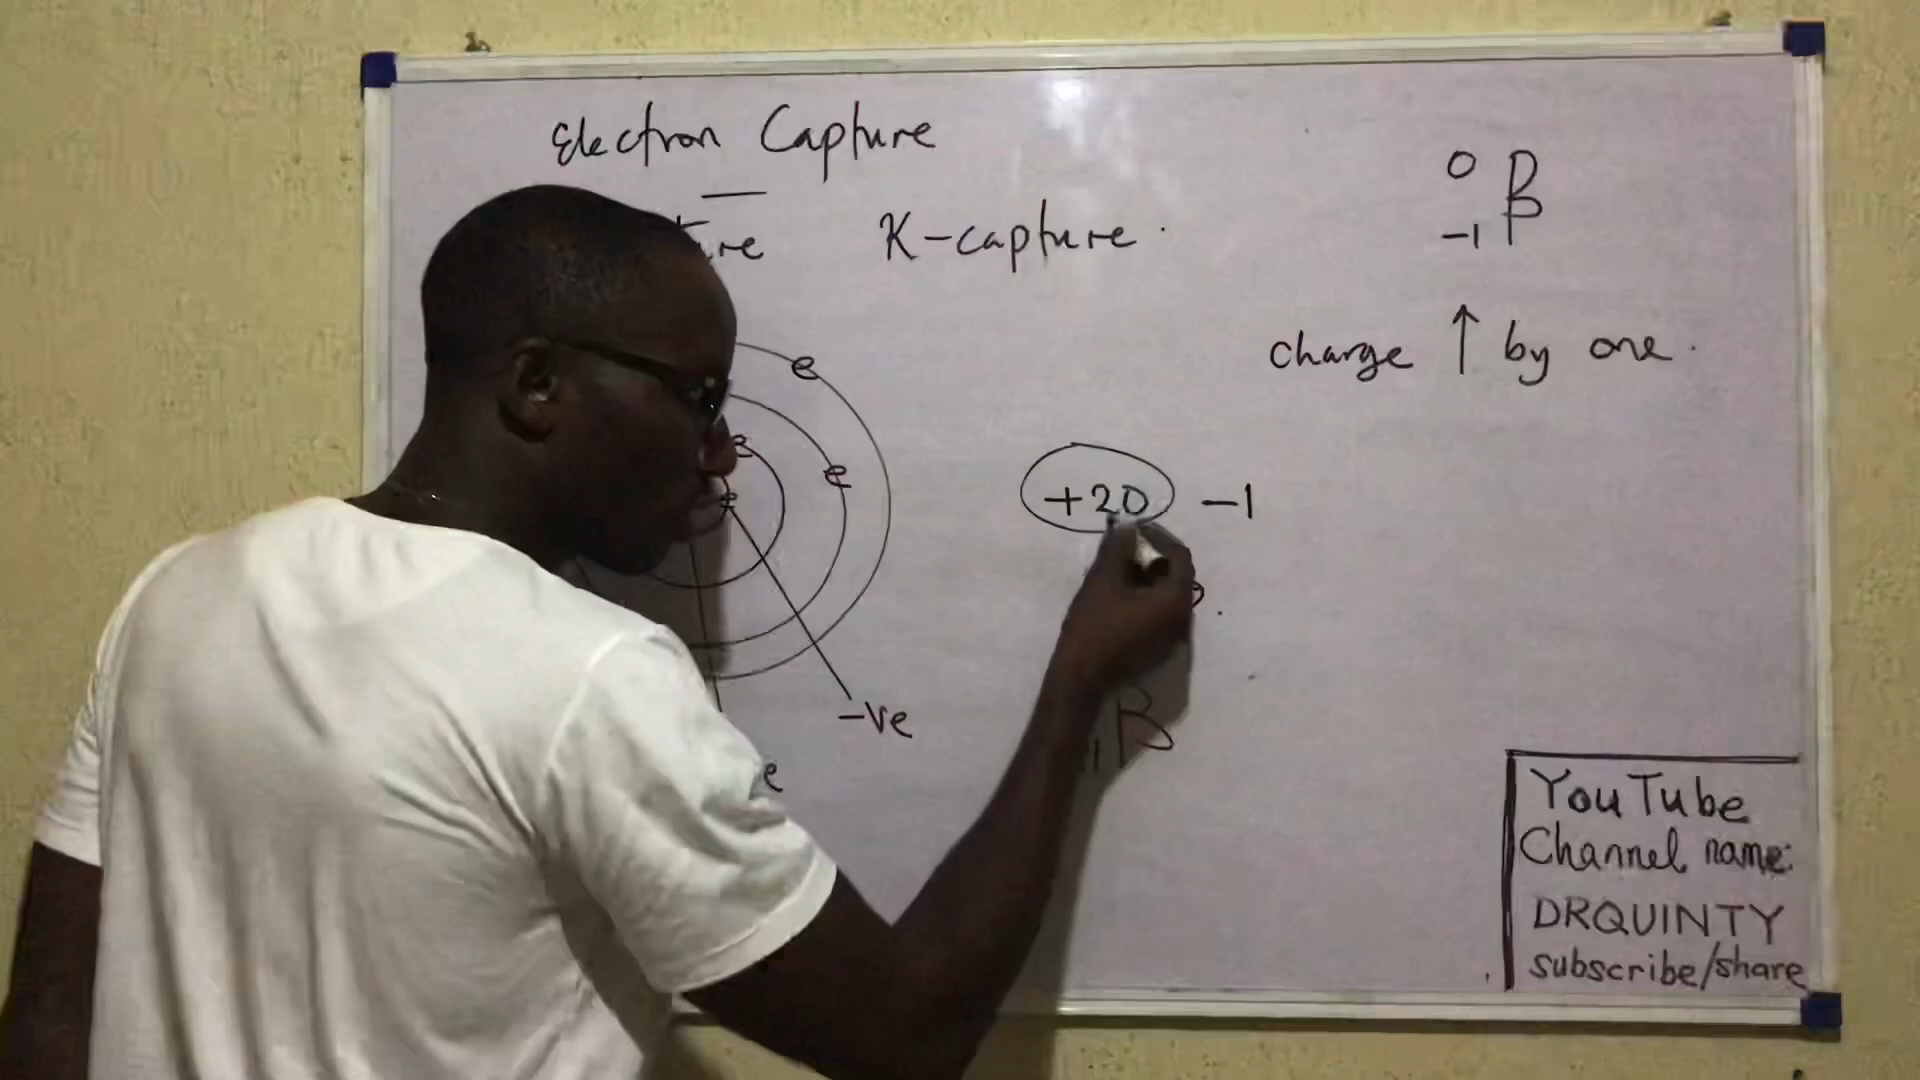 Electron Capture
K-capture.
0
-1 β
charge ↑ by one.
e
e
e
e
+20 -1
-ve
β
e
YouTube
Channel name:
DRQUINTY
subscribe/share